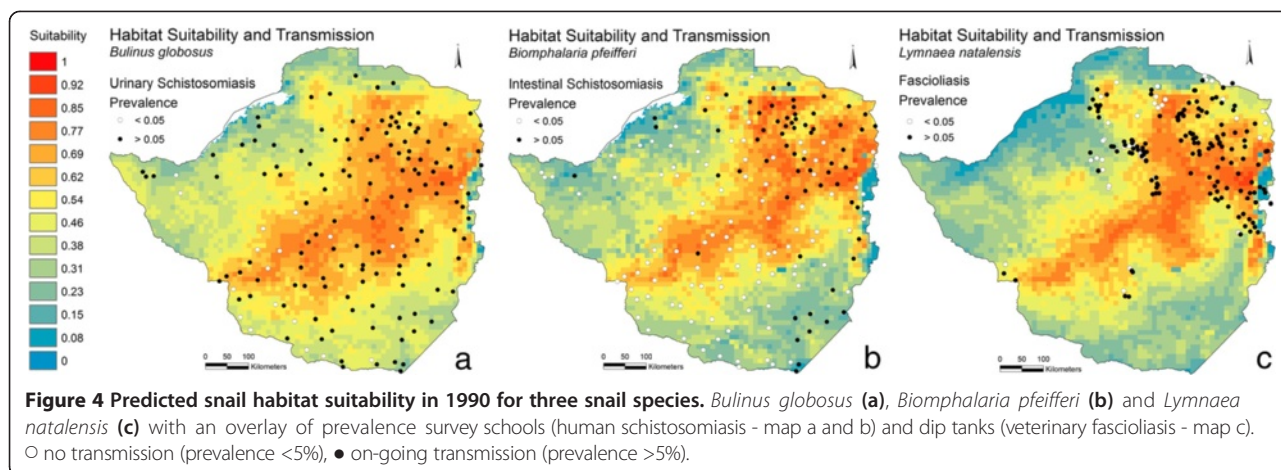 Suitability
1
0.92
0.85
0.77
0.69
0.62
0.54
0.46
0.38
0.31
0.23
0.15
0.08
0
Habitat Suitability and Transmission
Bulinus globosus
Urinary Schistosomiasis
Prevalence
○ < 0.05
● > 0.05
0 50 100
Kilometers
a
Habitat Suitability and Transmission
Biomphalaria pfeifferi
Intestinal Schistosomiasis
Prevalence
○ < 0.05
● > 0.05
0 50 100
Kilometers
b
Habitat Suitability and Transmission
Lymnaea natalensis
Fascioliasis
Prevalence
○ < 0.05
● > 0.05
0 50 100
Kilometers
c
Figure 4 Predicted snail habitat suitability in 1990 for three snail species. Bulinus globosus (a), Biomphalaria pfeifferi (b) and Lymnaea
natalensis (c) with an overlay of prevalence survey schools (human schistosomiasis - map a and b) and dip tanks (veterinary fascioliasis - map c).
○ no transmission (prevalence <5%), ● on-going transmission (prevalence >5%).